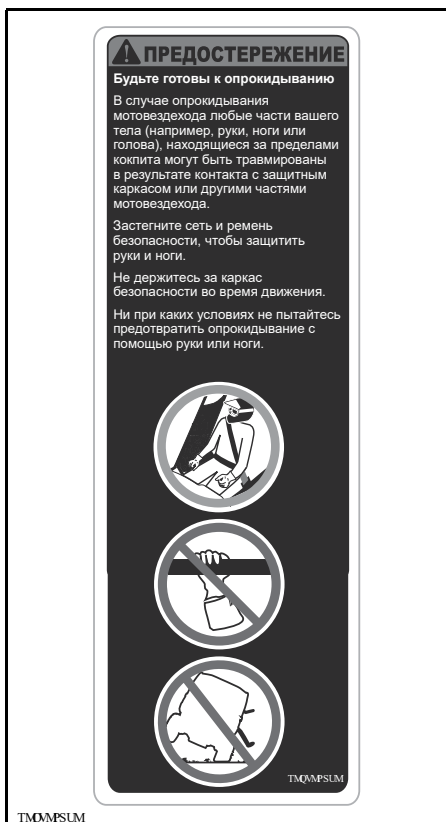 ПРЕДОСТЕРЕЖЕНИЕ
Будьте готовы к опрокидыванию
В случае опрокидывания
мотовездехода любые части вашего
тела (например, руки, ноги или
голова), находящиеся за пределами
кокпита могут быть травмированы
в результате контакта с защитным
каркасом или другими частями
мотовездехода.
Застегните сеть и ремень
безопасности, чтобы защитить
руки и ноги.
Не держитесь за каркас
безопасности во время движения.
Ни при каких условиях не пытайтесь
предотвратить опрокидывание с
помощью руки или ноги.